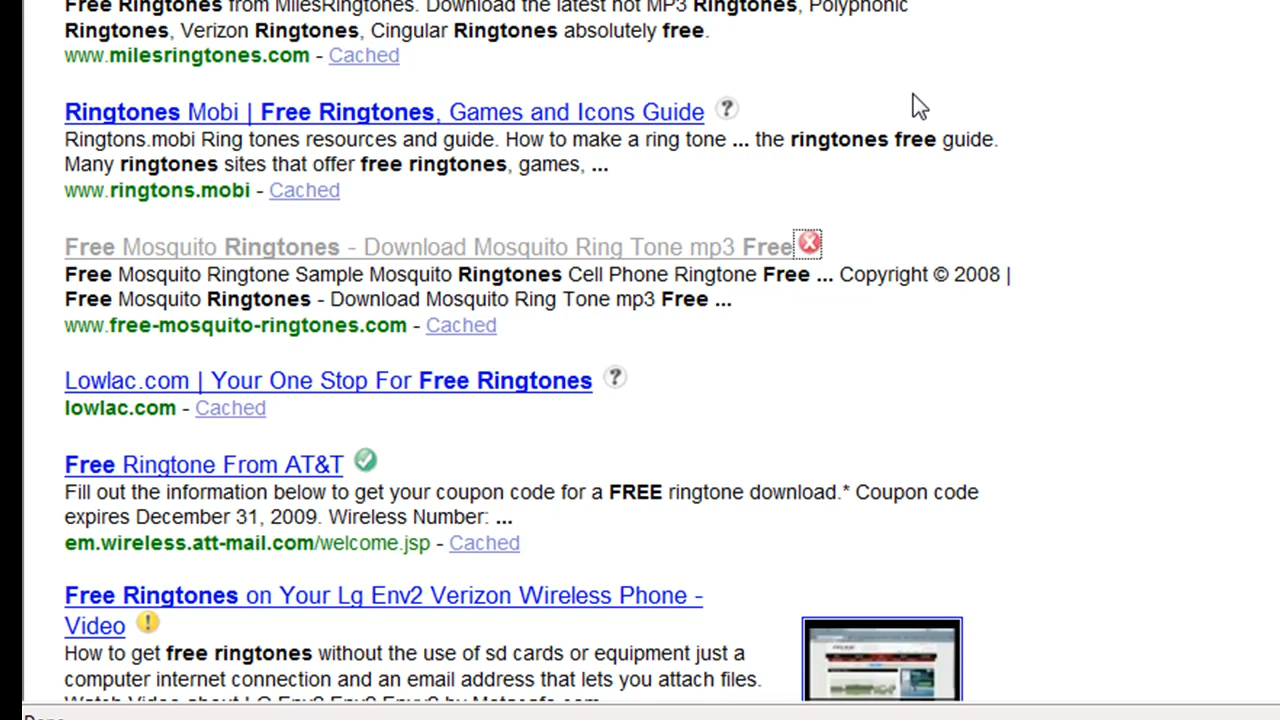 Free Ringtones from MilesRingtones. Download the latest hot MP3 Ringtones, Polyphonic
Ringtones, Verizon Ringtones, Cingular Ringtones absolutely free.
www.milesringtones.com - Cached
Ringtones Mobi | Free Ringtones, Games and Icons Guide
Ringtons.mobi Ring tones resources and guide. How to make a ring tone ... the ringtones free guide.
Many ringtones sites that offer free ringtones, games, ...
www.ringtons.mobi - Cached
Free Mosquito Ringtones - Download Mosquito Ring Tone mp3 Free
Free Mosquito Ringtone Sample Mosquito Ringtones Cell Phone Ringtone Free ... Copyright © 2008 |
Free Mosquito Ringtones - Download Mosquito Ring Tone mp3 Free ...
www.free-mosquito-ringtones.com - Cached
Lowlac.com | Your One Stop For Free Ringtones
lowlac.com - Cached
Free Ringtone From AT&T
Fill out the information below to get your coupon code for a FREE ringtone download.* Coupon code
expires December 31, 2009. Wireless Number: ...
em.wireless.att-mail.com/welcome.jsp - Cached
Free Ringtones on Your Lg Env2 Verizon Wireless Phone -
Video
How to get free ringtones without the use of sd cards or equipment just a
computer internet connection and an email address that lets you attach files.